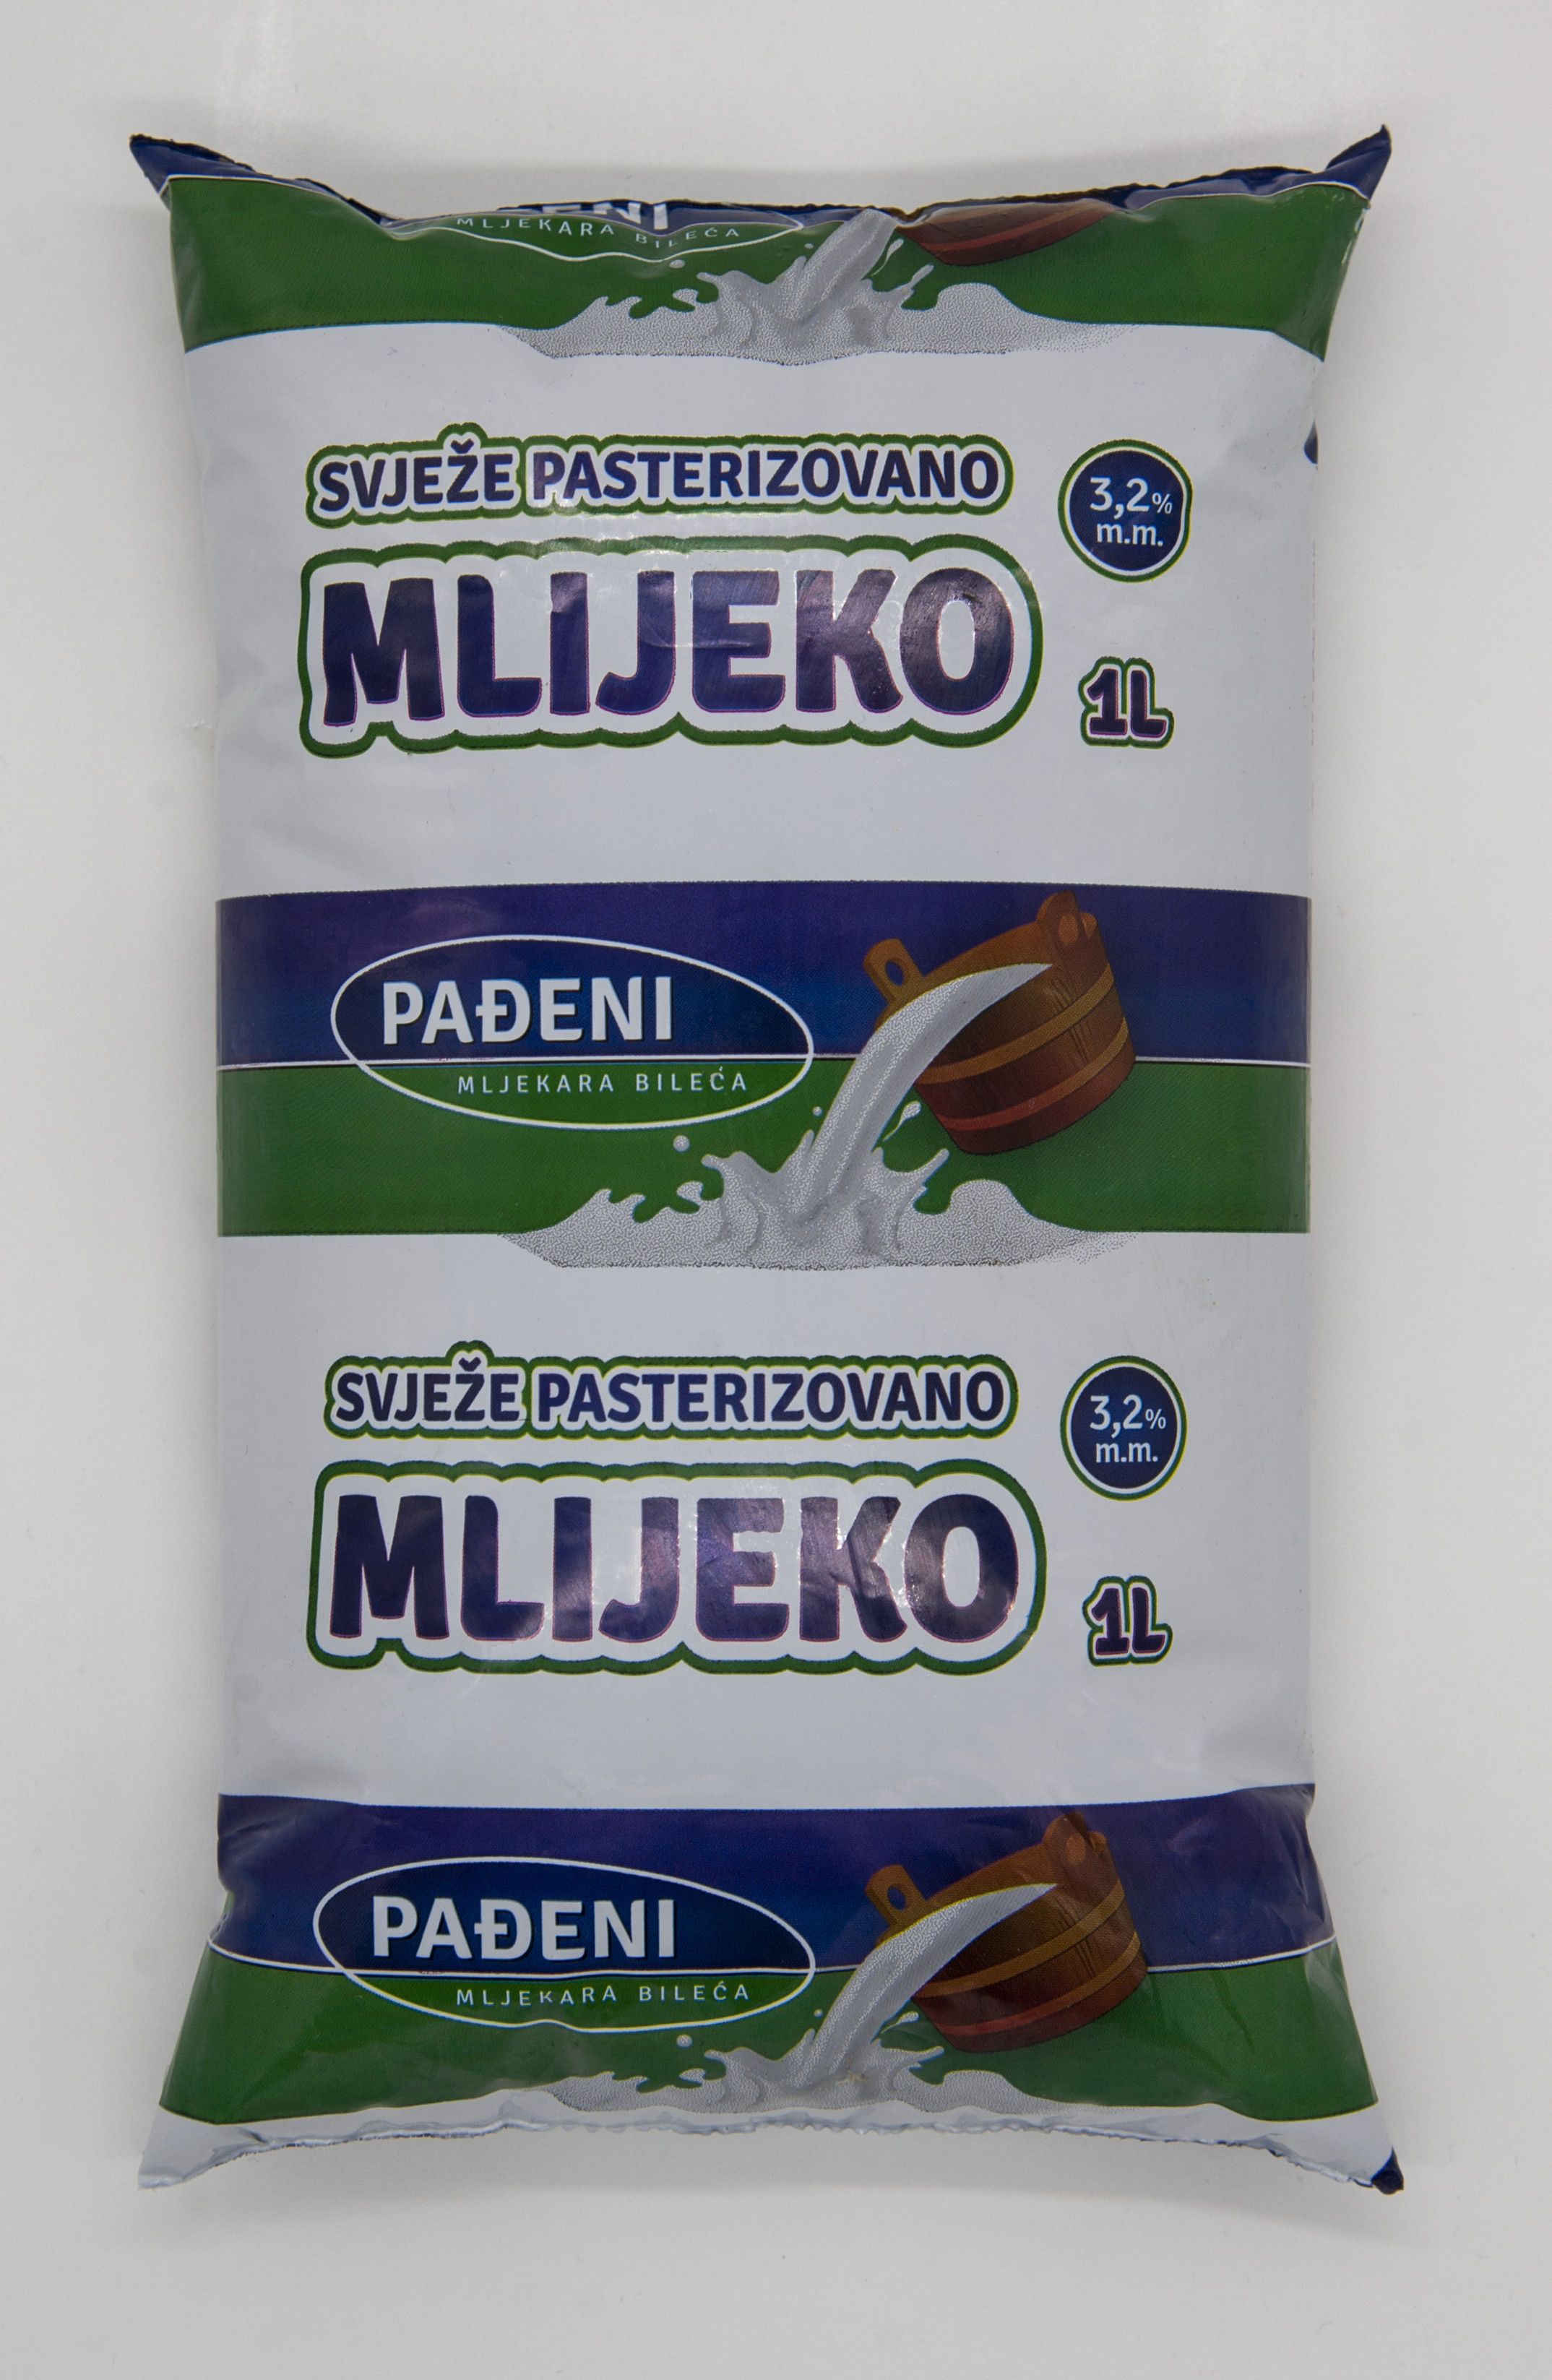 MLJEKARA BILEĆA
SVJEŽE PASTERIZOVANO
MLIJEKO
3,2%
m.m.
1L
PAĐENI
MLJEKARA BILEĆA
SVJEŽE PASTERIZOVANO
MLIJEKO
3,2%
m.m.
1L
PAĐENI
MLJEKARA BILEĆA